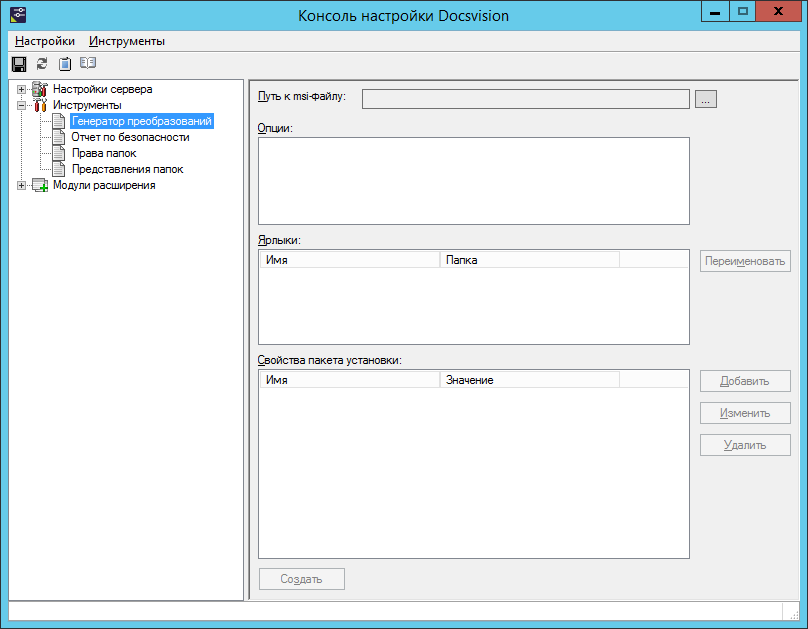 Консоль настройки Docsvision
Настройки Инструменты
Настройки сервера
Инструменты
Генератор преобразований
Отчет по безопасности
Права папок
Представления папок
Модули расширения
Путь к msi-файлу:
...
Опции:
Ярлыки:
Имя Папка
Переименовать
Свойства пакета установки:
Имя Значение
Добавить
Изменить
Удалить
Создать